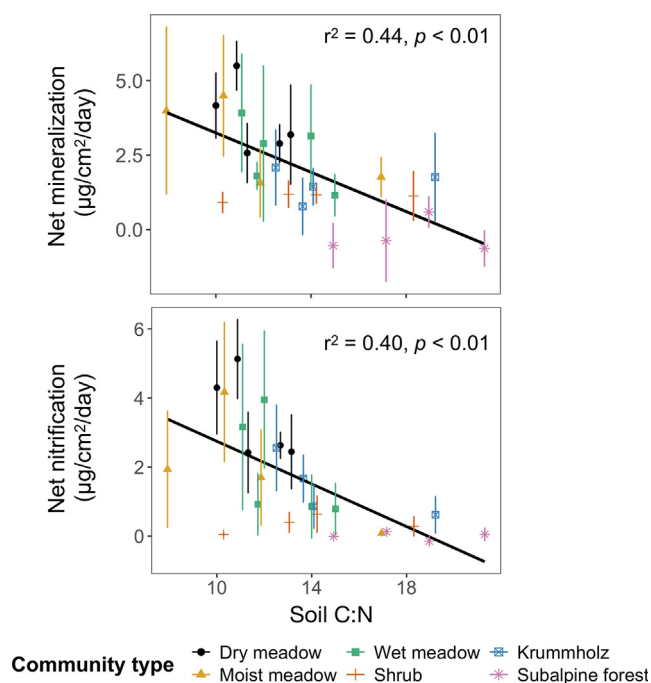 r² = 0.44, p < 0.01
Net mineralization
(µg/cm²/day)
5.0
2.5
0.0
r² = 0.40, p < 0.01
Net nitrification
(µg/cm²/day)
6
4
2
0
10 14 18
Soil C:N
Community type
Dry meadow Wet meadow Krummholz
Moist meadow Shrub Subalpine forest